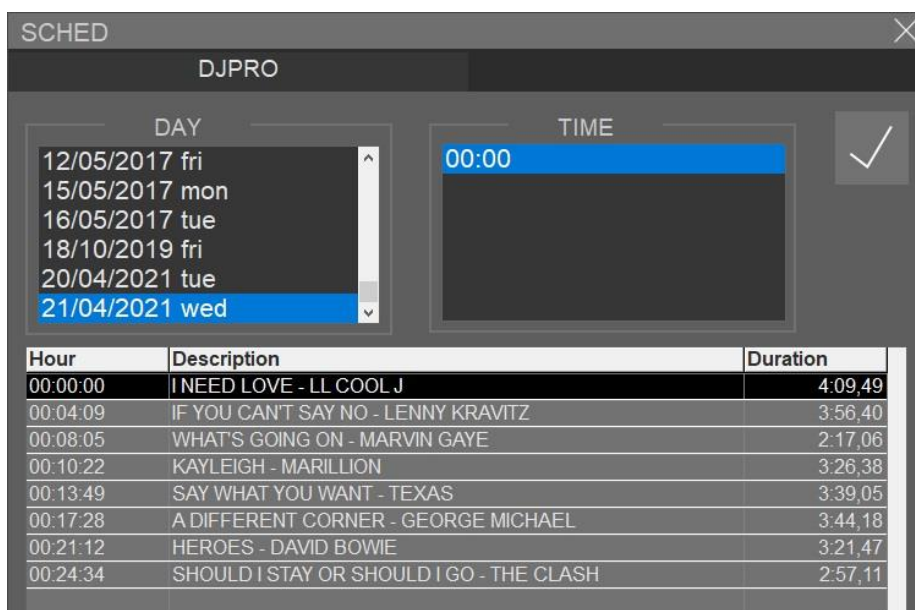 SCHED
DJPRO
DAY
12/05/2017 fri
15/05/2017 mon
16/05/2017 tue
18/10/2019 fri
20/04/2021 tue
21/04/2021 wed
TIME
00:00
Hour Description Duration
00:00:00 I NEED LOVE - LL COOL J 4:09,49
00:04:09 IF YOU CAN'T SAY NO - LENNY KRAVITZ 3:56,40
00:08:05 WHAT'S GOING ON - MARVIN GAYE 2:17,06
00:10:22 KAYLEIGH - MARILLION 3:26,38
00:13:49 SAY WHAT YOU WANT - TEXAS 3:39,05
00:17:28 A DIFFERENT CORNER - GEORGE MICHAEL 3:44,18
00:21:12 HEROES - DAVID BOWIE 3:21,47
00:24:34 SHOULD I STAY OR SHOULD I GO - THE CLASH 2:57,11